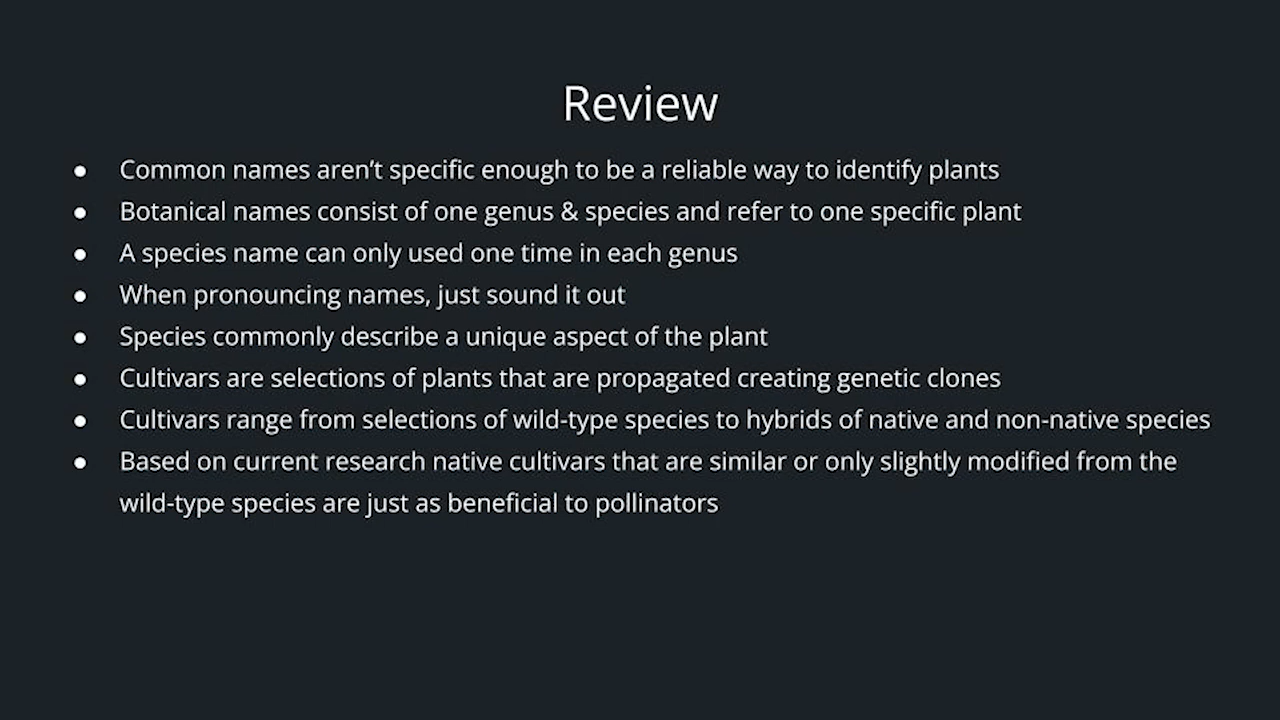 Review
● Common names aren’t specific enough to be a reliable way to identify plants
● Botanical names consist of one genus & species and refer to one specific plant
● A species name can only used one time in each genus
● When pronouncing names, just sound it out
● Species commonly describe a unique aspect of the plant
● Cultivars are selections of plants that are propagated creating genetic clones
● Cultivars range from selections of wild-type species to hybrids of native and non-native species
● Based on current research native cultivars that are similar or only slightly modified from the
wild-type species are just as beneficial to pollinators